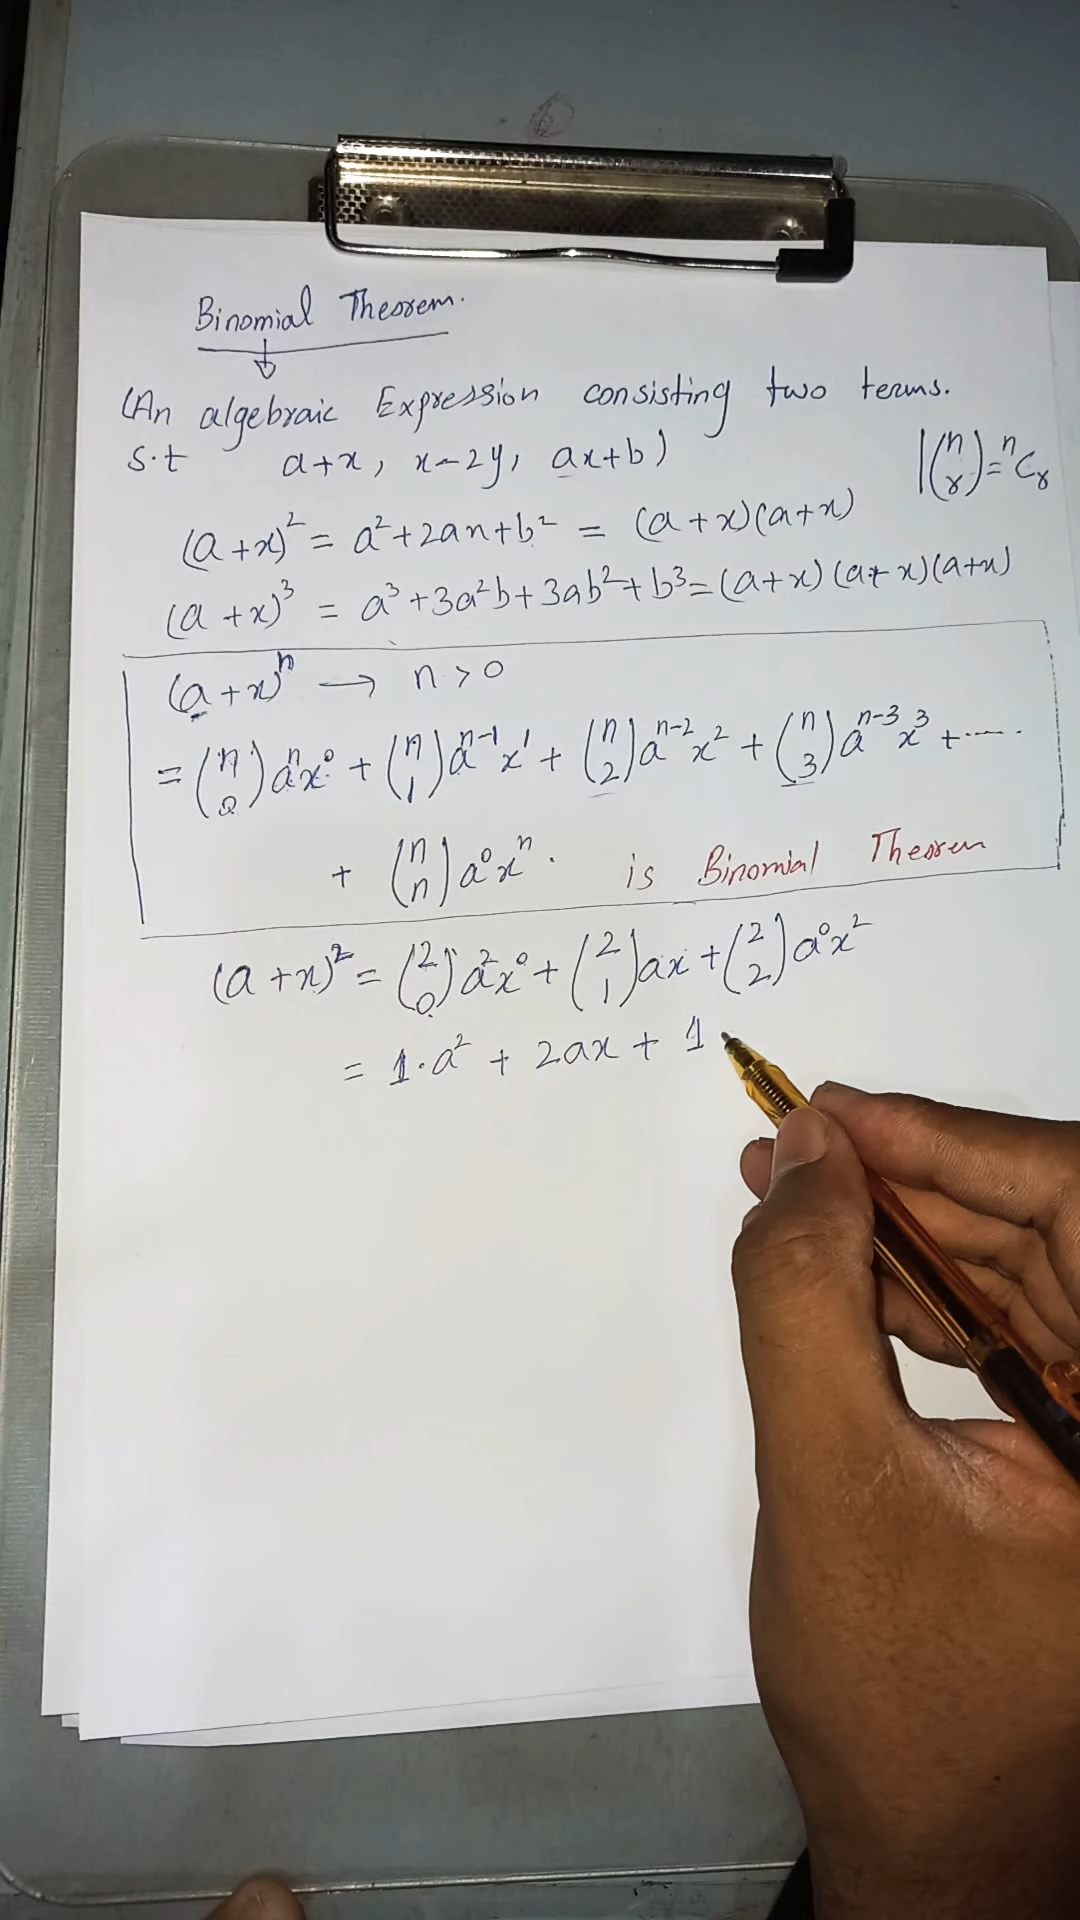 Binomial Theorem.
(An algebraic Expression consisting two terms.
s.t a+x, x-2y, ax+b)
|(n r) = ⁿCᵣ
(a+x)² = a²+2ax+b² = (a+x)(a+x)
(a+x)³ = a³+3a²b+3ab²+b³=(a+x)(a+x)(a+x)
(a+x)ⁿ → n>0
= (n 0)aⁿx⁰ + (n 1)aⁿ⁻¹x¹ + (n 2)aⁿ⁻²x² + (n 3)aⁿ⁻³x³ + ....
+ (n n)a⁰xⁿ. is Binomial Theorem
(a+x)² = (2 0)a²x⁰ + (2 1)ax + (2 2)a⁰x²
= 1·a² + 2ax + 1